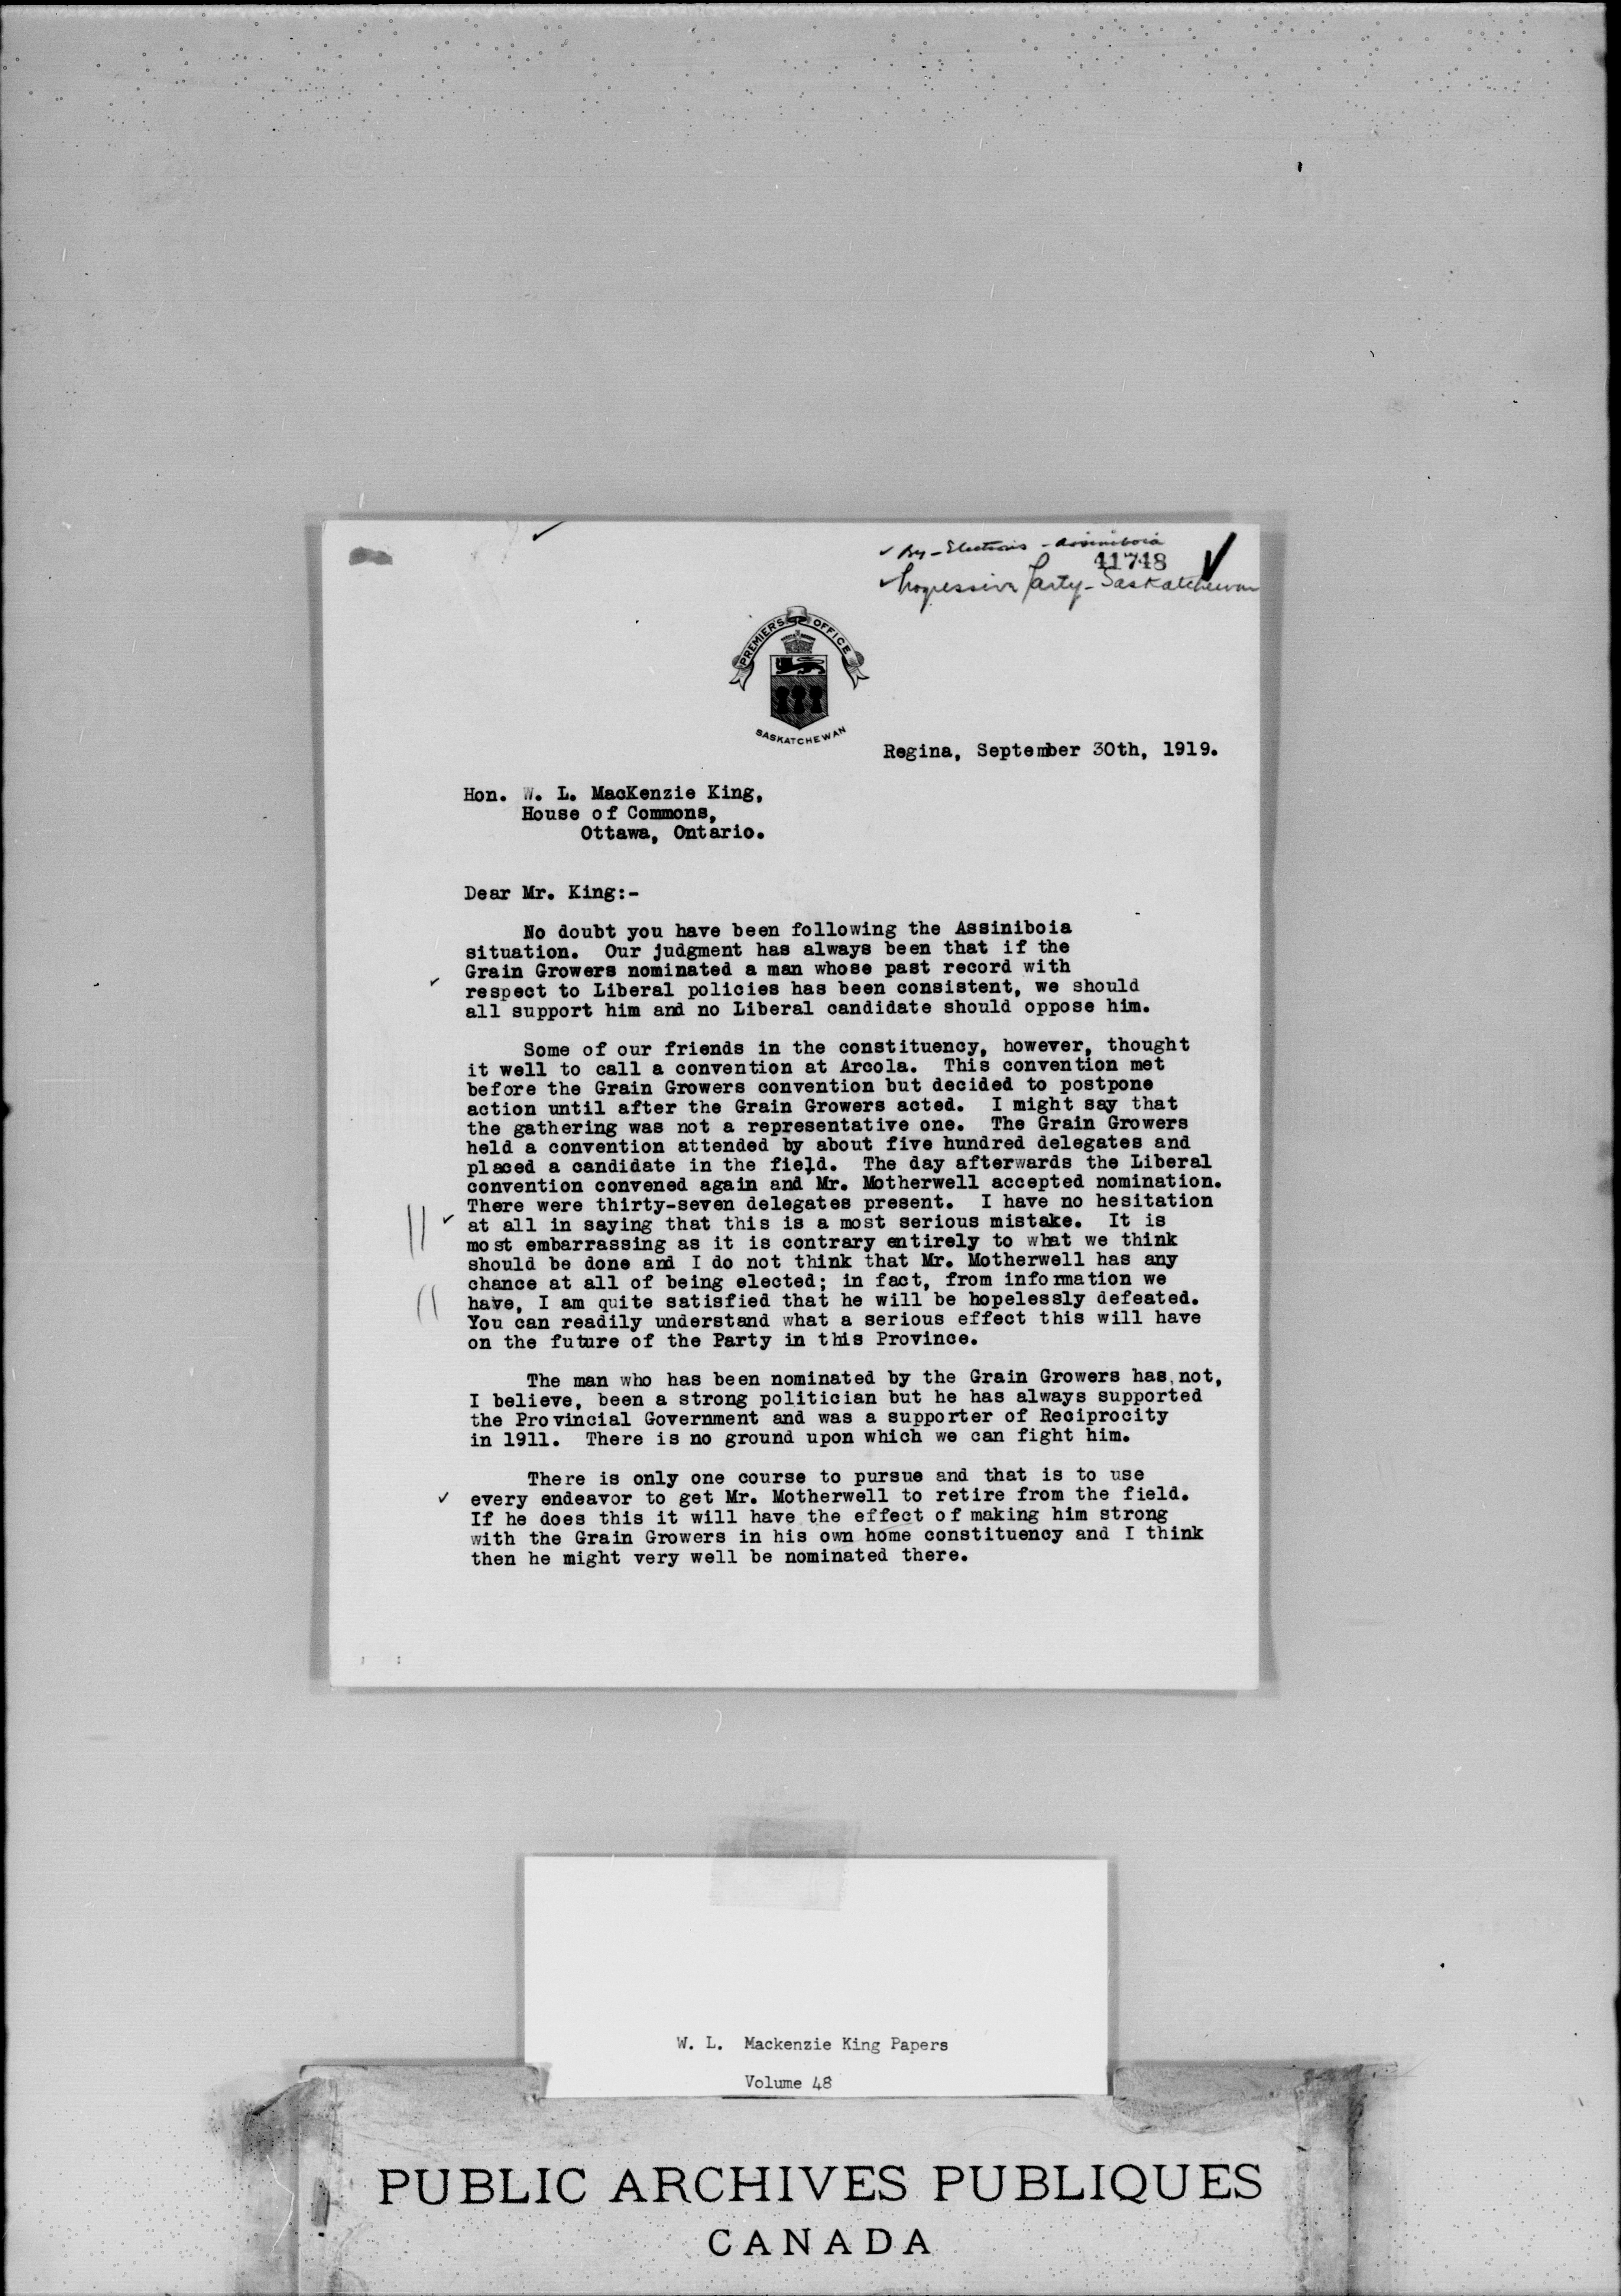 ✓ By-Elections - Assiniboia
41748 ✓
✓ Progressive Party - Saskatchewan
PREMIER'S OFFICE
SASKATCHEWAN
Regina, September 30th, 1919.
Hon. W. L. MacKenzie King,
House of Commons,
Ottawa, Ontario.
Dear Mr. King:-
No doubt you have been following the Assiniboia
situation. Our judgment has always been that if the
Grain Growers nominated a man whose past record with
respect to Liberal policies has been consistent, we should
all support him and no Liberal candidate should oppose him.
Some of our friends in the constituency, however, thought
it well to call a convention at Arcola. This convention met
before the Grain Growers convention but decided to postpone
action until after the Grain Growers acted. I might say that
the gathering was not a representative one. The Grain Growers
held a convention attended by about five hundred delegates and
placed a candidate in the field. The day afterwards the Liberal
convention convened again and Mr. Motherwell accepted nomination.
There were thirty-seven delegates present. I have no hesitation
at all in saying that this is a most serious mistake. It is
most embarrassing as it is contrary entirely to what we think
should be done and I do not think that Mr. Motherwell has any
chance at all of being elected; in fact, from information we
have, I am quite satisfied that he will be hopelessly defeated.
You can readily understand what a serious effect this will have
on the future of the Party in this Province.
The man who has been nominated by the Grain Growers has, not,
I believe, been a strong politician but he has always supported
the Provincial Government and was a supporter of Reciprocity
in 1911. There is no ground upon which we can fight him.
There is only one course to pursue and that is to use
every endeavor to get Mr. Motherwell to retire from the field.
If he does this it will have the effect of making him strong
with the Grain Growers in his own home constituency and I think
then he might very well be nominated there.
W. L. Mackenzie King Papers
Volume 48
PUBLIC ARCHIVES PUBLIQUES
CANADA